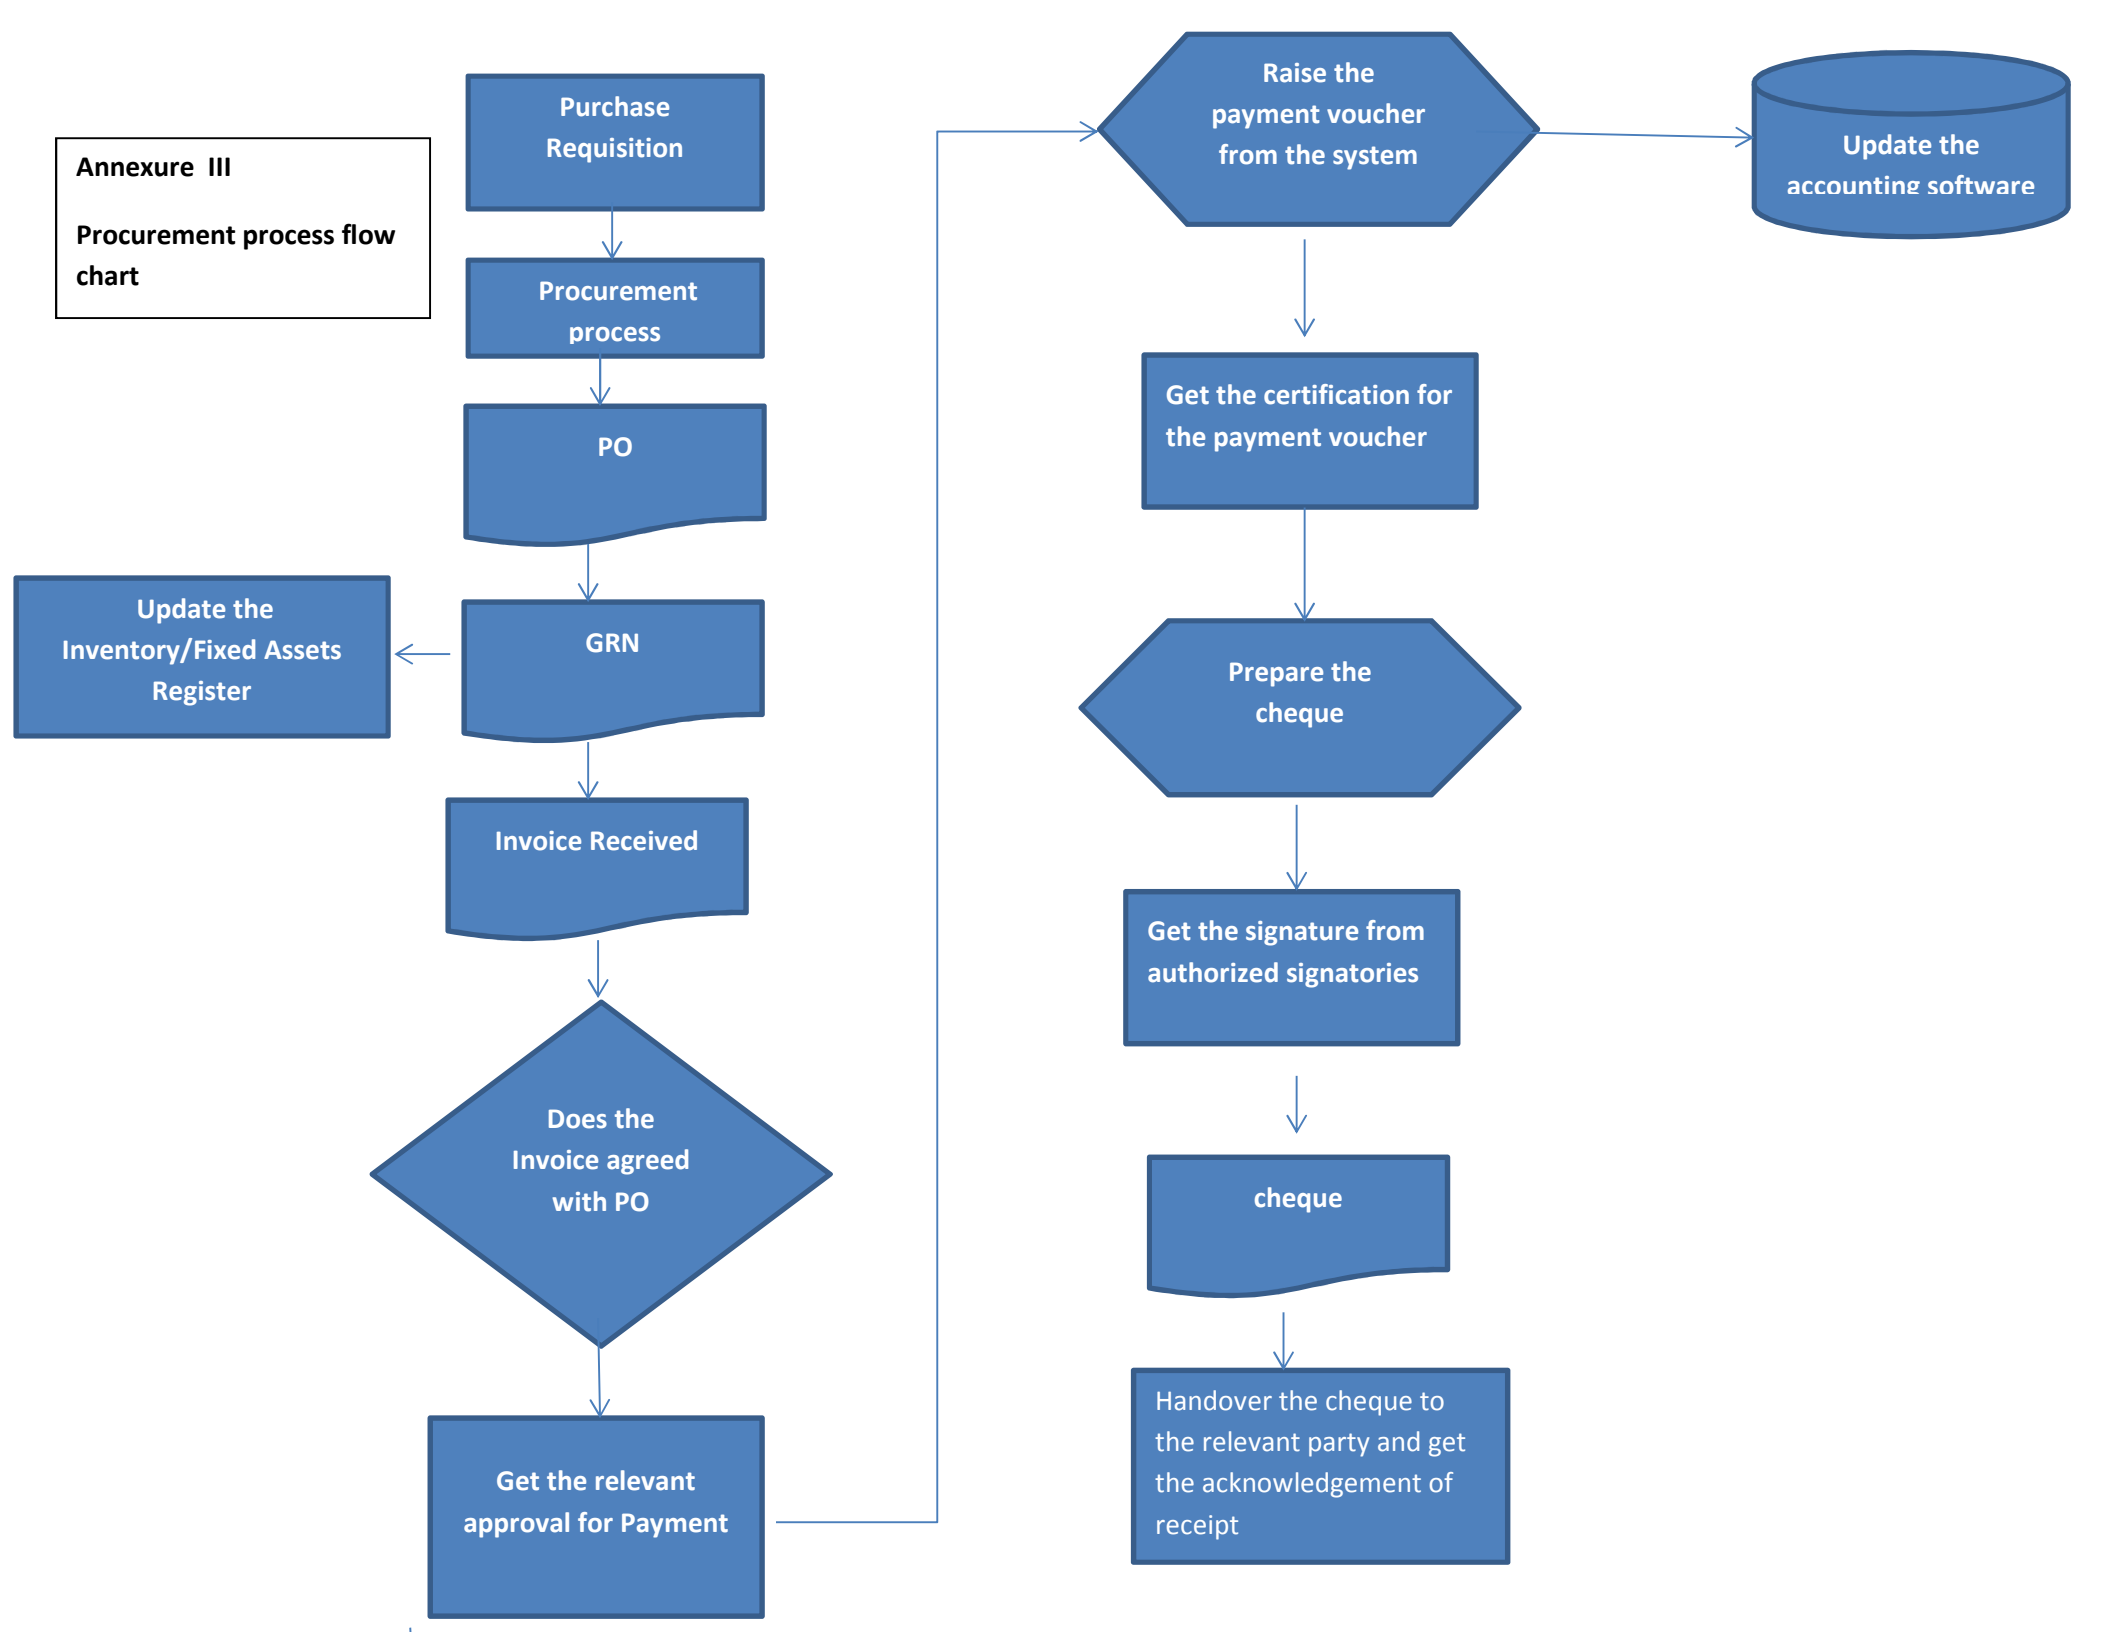 Annexure III
Procurement process flow
chart
Purchase
Requisition
Procurement
process
PO
GRN
Update the
Inventory/Fixed Assets
Register
Invoice Received
Does the
Invoice agreed
with PO
Get the relevant
approval for Payment
Raise the
payment voucher
from the system
Update the
accounting software
Get the certification for
the payment voucher
Prepare the
cheque
Get the signature from
authorized signatories
cheque
Handover the cheque to
the relevant party and get
the acknowledgement of
receipt